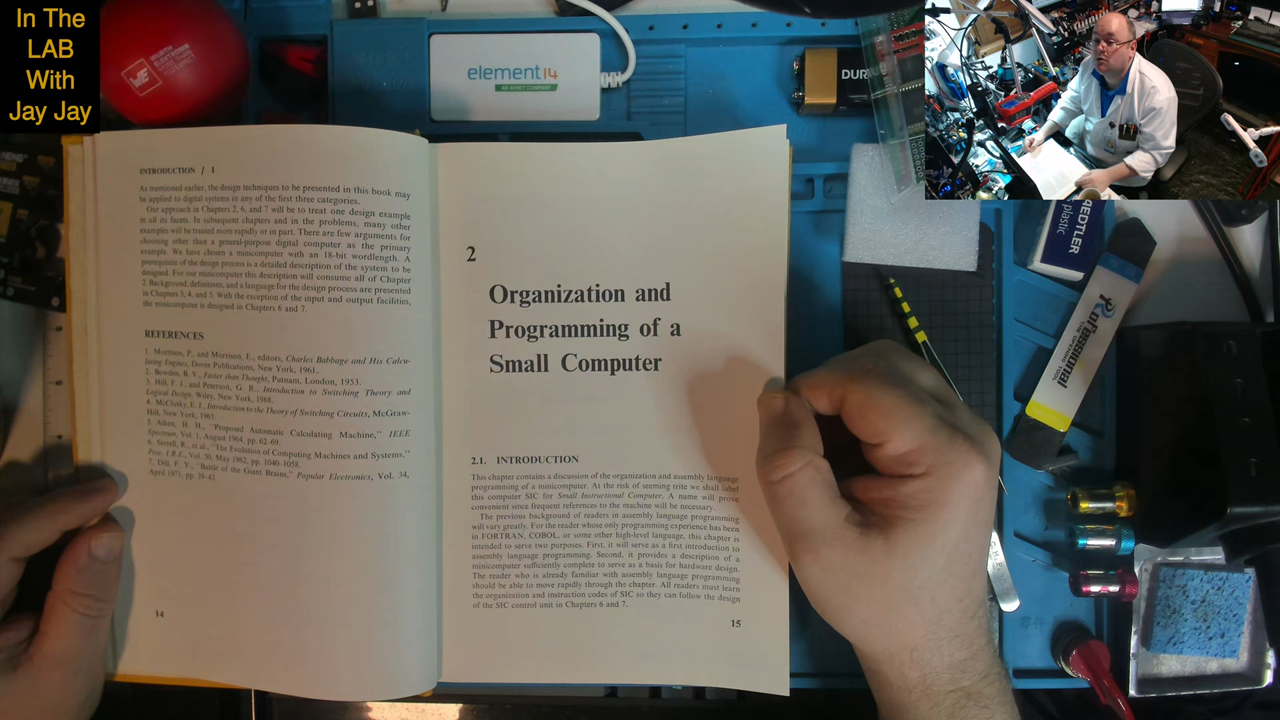 In The
LAB
With
Jay Jay
element14
AN AVNET COMPANY
DUR
INTRODUCTION / 1
As mentioned earlier, the design techniques to be presented in this book may
be applied to digital systems in any of the first three categories.
Our approach in Chapters 2, 6, and 7 will be to treat one design example
in all its facets. In subsequent chapters and in the problems, many other
examples will be treated more rapidly or in part. There are few arguments for
choosing other than a general-purpose digital computer as the primary
example. We have chosen a minicomputer with an 18-bit wordlength. A
prerequisite of the design process is a detailed description of the system to be
designed. For our minicomputer this description will consume all of Chapter
2. Background, definitions, and a language for the design process are presented
in Chapters 3, 4, and 5. With the exception of the input and output facilities,
the minicomputer is designed in Chapters 6 and 7.
REFERENCES
1. Morrison, P., and Morrison, E., editors, Charles Babbage and His Calcu-
lating Engines, Dover Publications, New York, 1961.
2. Bowden, B. V., Faster than Thought, Putnam, London, 1953.
3. Hill, F. J., and Peterson, G. R., Introduction to Switching Theory and
Logical Design, Wiley, New York, 1968.
4. McClusky, E. J., Introduction to the Theory of Switching Circuits, McGraw-
Hill, New York, 1965.
5. Aiken, H. H., "Proposed Automatic Calculating Machine," IEEE
Spectrum, Vol. 1, August 1964, pp. 62-69.
6. Serrell, R., et al., "The Evolution of Computing Machines and Systems,"
Proc. I.R.E., Vol. 50, May 1962, pp. 1040-1058.
7. Dill, F. Y., "Battle of the Giant Brains," Popular Electronics, Vol. 34,
April 1971, pp. 39-43.
14
2
Organization and
Programming of a
Small Computer
2.1. INTRODUCTION
This chapter contains a discussion of the organization and assembly language
programming of a minicomputer. At the risk of seeming trite we shall label
this computer SIC for Small Instructional Computer. A name will prove
convenient since frequent references to the machine will be necessary.
The previous background of readers in assembly language programming
will vary greatly. For the reader whose only programming experience has been
in FORTRAN, COBOL, or some other high-level language, this chapter is
intended to serve two purposes. First, it will serve as a first introduction to
assembly language programming. Second, it provides a description of a
minicomputer sufficiently complete to serve as a basis for hardware design.
The reader who is already familiar with assembly language programming
should be able to move rapidly through the chapter. All readers must learn
the organization and instruction codes of SIC so they can follow the design
of the SIC control unit in Chapters 6 and 7.
15
AEDTLER
plastic
Professional